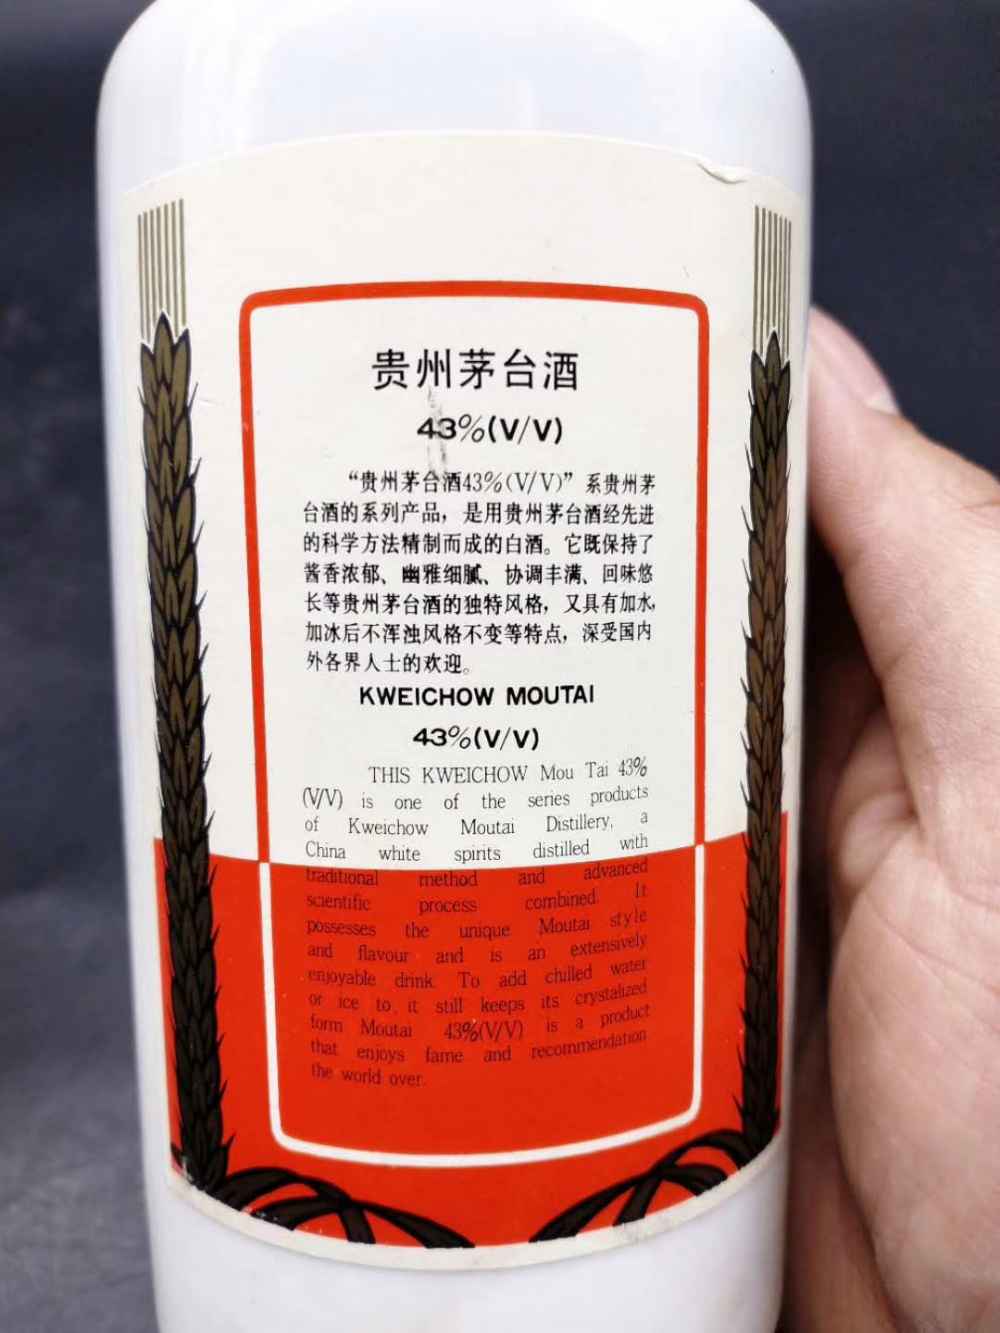 贵州茅台酒
43%(V/V)
“贵州茅台酒43%(V/V)”系贵州茅
台酒的系列产品，是用贵州茅台酒经先进
的科学方法精制而成的白酒。它既保持了
酱香浓郁、幽雅细腻、协调丰满、回味悠
长等贵州茅台酒的独特风格，又具有加水，
加冰后不浑浊风格不变等特点，深受国内
外各界人士的欢迎。
KWEICHOW MOUTAI
43%(V/V)
THIS KWEICHOW Mou Tai 43%
(V/V) is one of the series products
of Kweichow Moutai Distillery, a
China white spirits distilled with
traditional method and advanced
scientific process combined. It
possesses the unique Moutai style
and flavour and is an extensively
enjoyable drink. To add chilled water
or ice to it still keeps its crystalized
form Moutai 43%(V/V) is a product
that enjoys fame and recommendation
the world over.